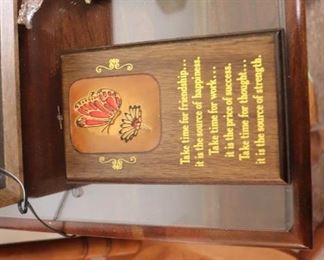 Take time for friendship...
it is the source of happiness.
Take time for work...
it is the price of success.
Take time for thought...
it is the source of strength.